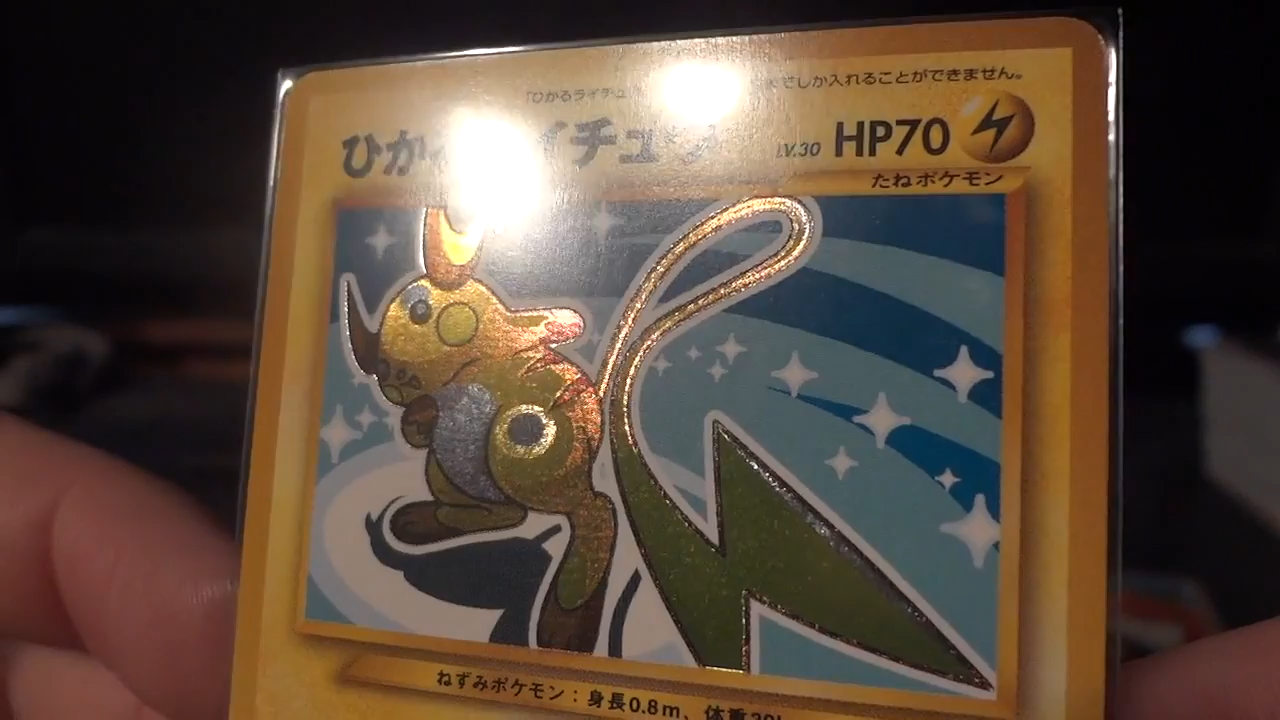 「ひかるライチュ さしか入れることができません。
ひか イチュウ LV.30 HP70
たねポケモン
ねずみポケモン：身長0.8m、体重